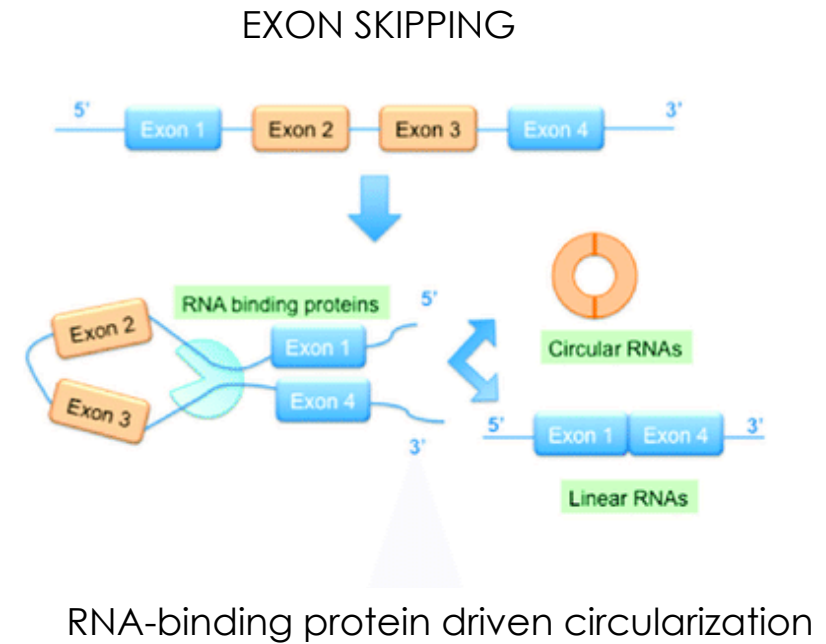 EXON SKIPPING
5' 3'
Exon 1 Exon 2 Exon 3 Exon 4
RNA binding proteins 5'
Exon 2
Exon 1
Circular RNAs
Exon 3 Exon 4
3'
5' Exon 1 Exon 4 3'
Linear RNAs
RNA-binding protein driven circularization